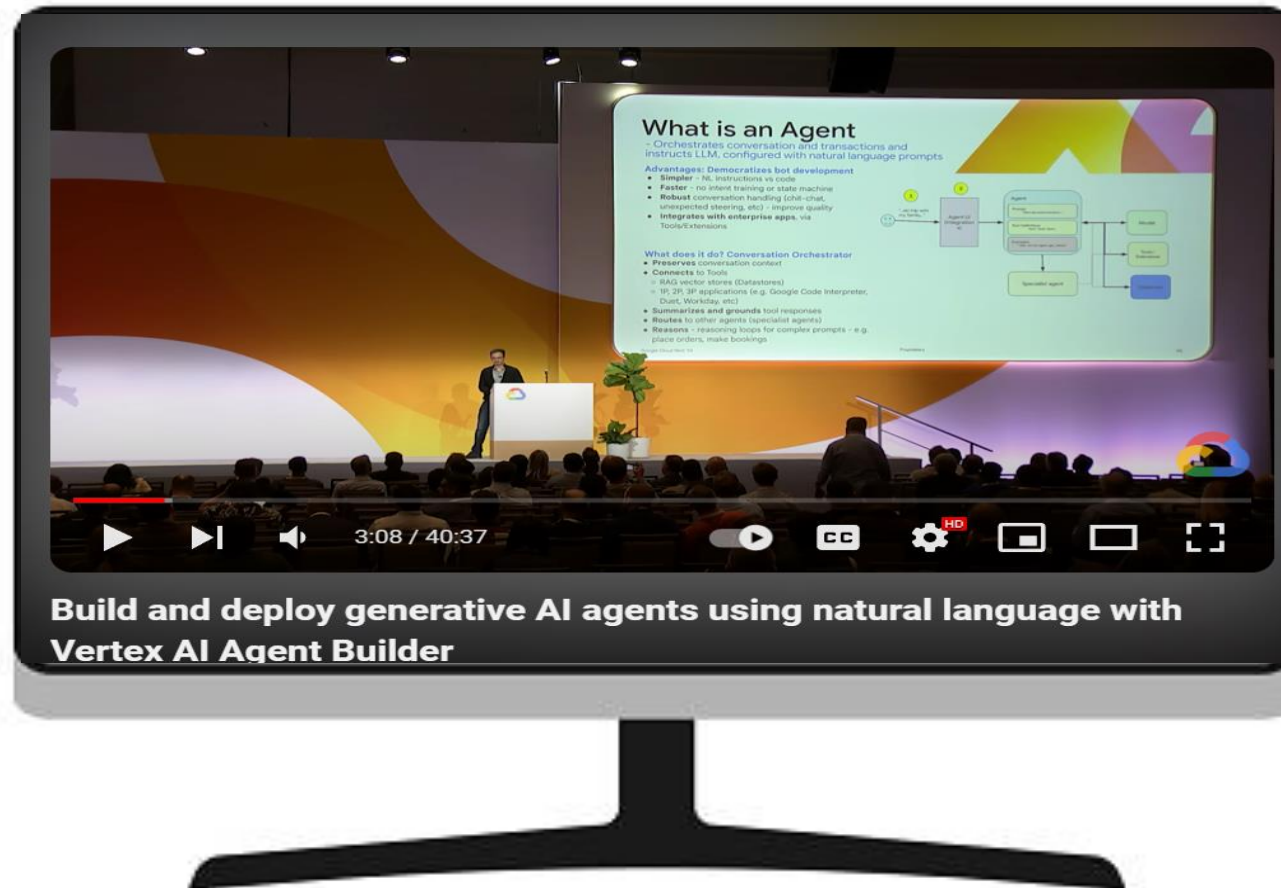 What is an Agent
- Orchestrates conversation and transactions and
instructs LLM, configured with natural language prompts
Advantages: Democratizes bot development
• Simpler - NL instructions vs code
• Faster - no intent training or state machine
• Robust conversation handling (chit-chat,
unexpected steering, etc) - improve quality
• Integrates with enterprise apps, via
Tools/Extensions
What does it do? Conversation Orchestrator
• Preserves conversation context
• Connects to Tools
○ RAG vector stores (Datastores)
○ 1P, 2P, 3P applications (e.g. Google Code Interpreter,
Duet, Workday, etc)
• Summarizes and grounds tool responses
• Routes to other agents (specialist agents)
• Reasons - reasoning loops for complex prompts - e.g.
place orders, make bookings
Agent UI
Agent
Model
Specialist agent
Proprietary
3:08 / 40:37
CC
HD
Build and deploy generative AI agents using natural language with
Vertex AI Agent Builder